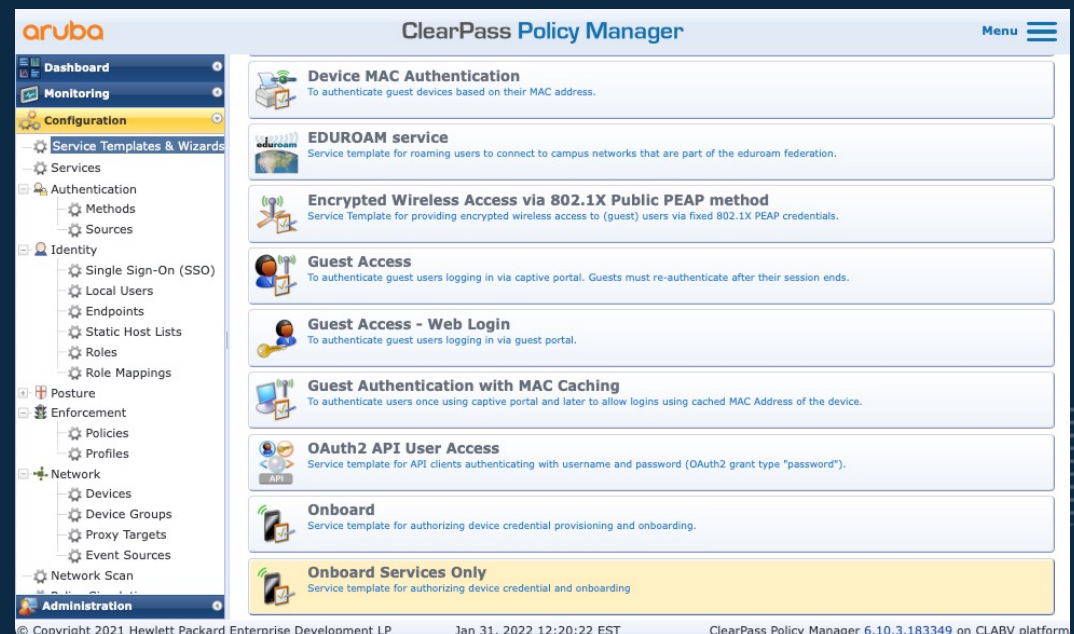 aruba
ClearPass Policy Manager
Menu
Dashboard
Monitoring
Configuration
Service Templates & Wizards
Services
Authentication
Methods
Sources
Identity
Single Sign-On (SSO)
Local Users
Endpoints
Static Host Lists
Roles
Role Mappings
Posture
Enforcement
Policies
Profiles
Network
Devices
Device Groups
Proxy Targets
Event Sources
Network Scan
Administration
Device MAC Authentication
To authenticate guest devices based on their MAC address.
eduroam
EDUROAM service
Service template for roaming users to connect to campus networks that are part of the eduroam federation.
Encrypted Wireless Access via 802.1X Public PEAP method
Service Template for providing encrypted wireless access to (guest) users via fixed 802.1X PEAP credentials.
Guest Access
To authenticate guest users logging in via captive portal. Guests must re-authenticate after their session ends.
Guest Access - Web Login
To authenticate guest users logging in via guest portal.
Guest Authentication with MAC Caching
To authenticate users once using captive portal and later to allow logins using cached MAC Address of the device.
API
OAuth2 API User Access
Service template for API clients authenticating with username and password (OAuth2 grant type "password").
Onboard
Service template for authorizing device credential provisioning and onboarding.
Onboard Services Only
Service template for authorizing device credential and onboarding
© Copyright 2021 Hewlett Packard Enterprise Development LP
Jan 31, 2022 12:20:22 EST
ClearPass Policy Manager 6.10.3.183349 on CLABV platform